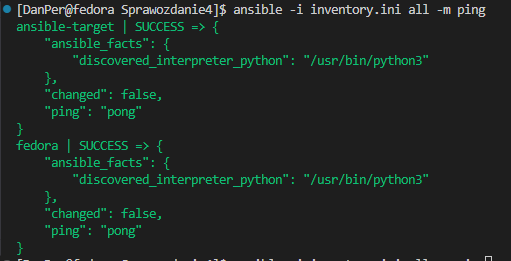 [DanPer@fedora Sprawozdanie4]$ ansible -i inventory.ini all -m ping
ansible-target | SUCCESS => {
    "ansible_facts": {
        "discovered_interpreter_python": "/usr/bin/python3"
    },
    "changed": false,
    "ping": "pong"
}
fedora | SUCCESS => {
    "ansible_facts": {
        "discovered_interpreter_python": "/usr/bin/python3"
    },
    "changed": false,
    "ping": "pong"
}